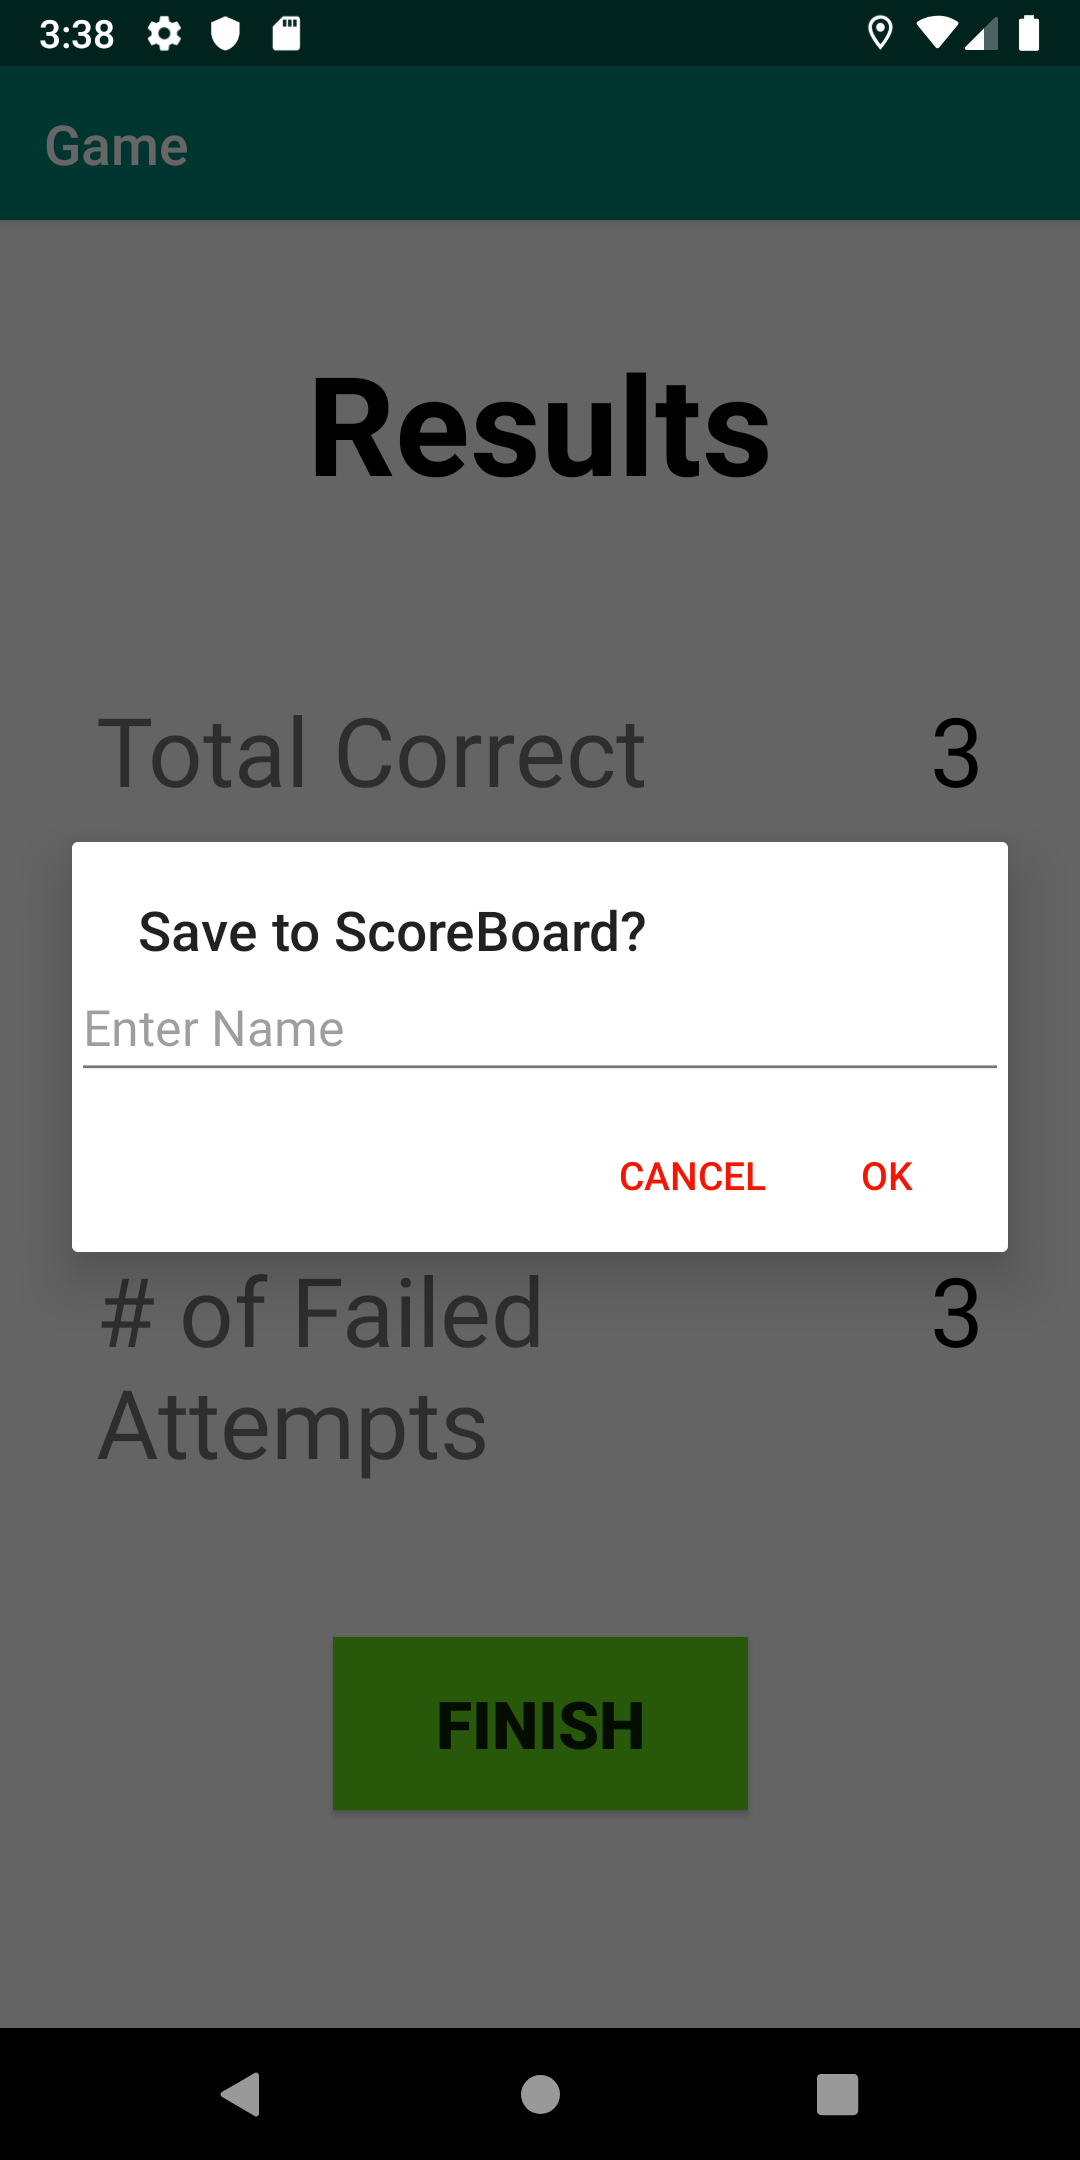 3:38
Game
Results
Total Correct 3
Save to ScoreBoard?
Enter Name
CANCEL OK
# of Failed 3
Attempts
FINISH